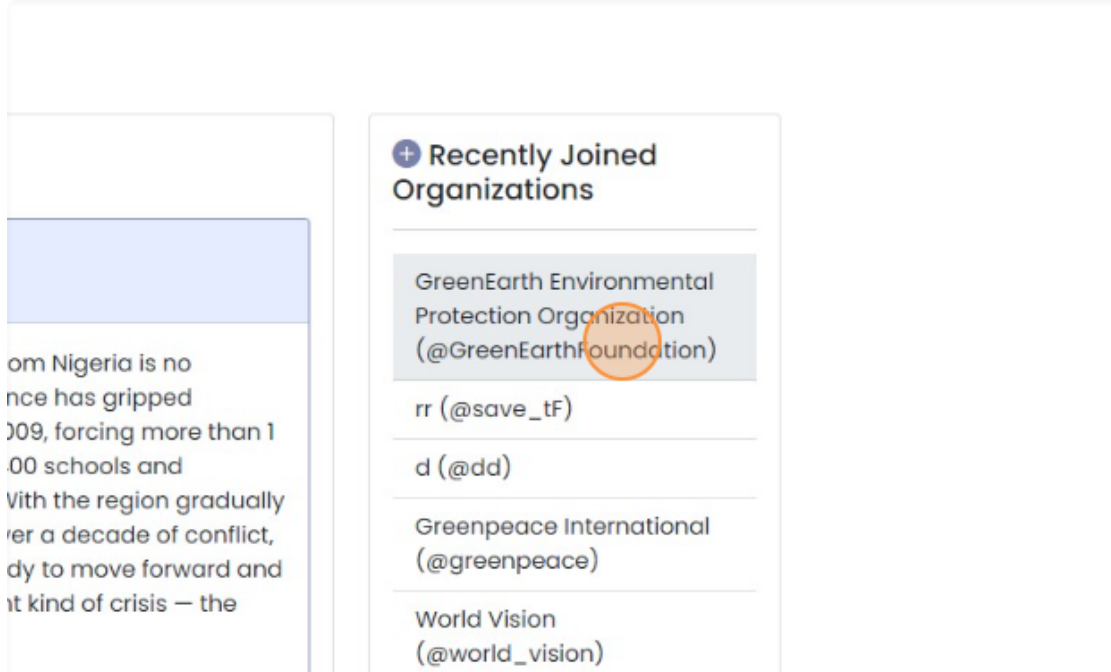 Recently Joined
Organizations
GreenEarth Environmental
Protection Organization
(@GreenEarthFoundation)
rr (@save_tF)
d (@dd)
Greenpeace International
(@greenpeace)
World Vision
(@world_vision)
om Nigeria is no
nce has gripped
009, forcing more than 1
00 schools and
With the region gradually
er a decade of conflict,
dy to move forward and
nt kind of crisis — the